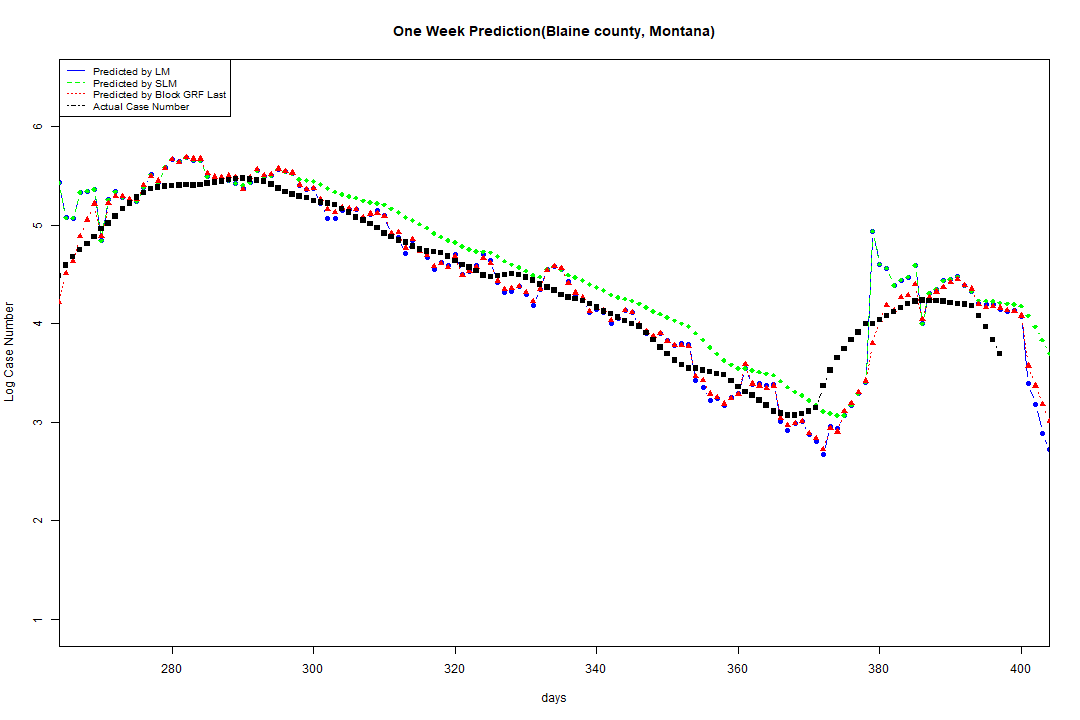 One Week Prediction(Blaine county, Montana)
Predicted by LM
Predicted by SLM
Predicted by Block GRF Last
Actual Case Number
6
5
4
3
2
1
Log Case Number
280 300 320 340 360 380 400
days